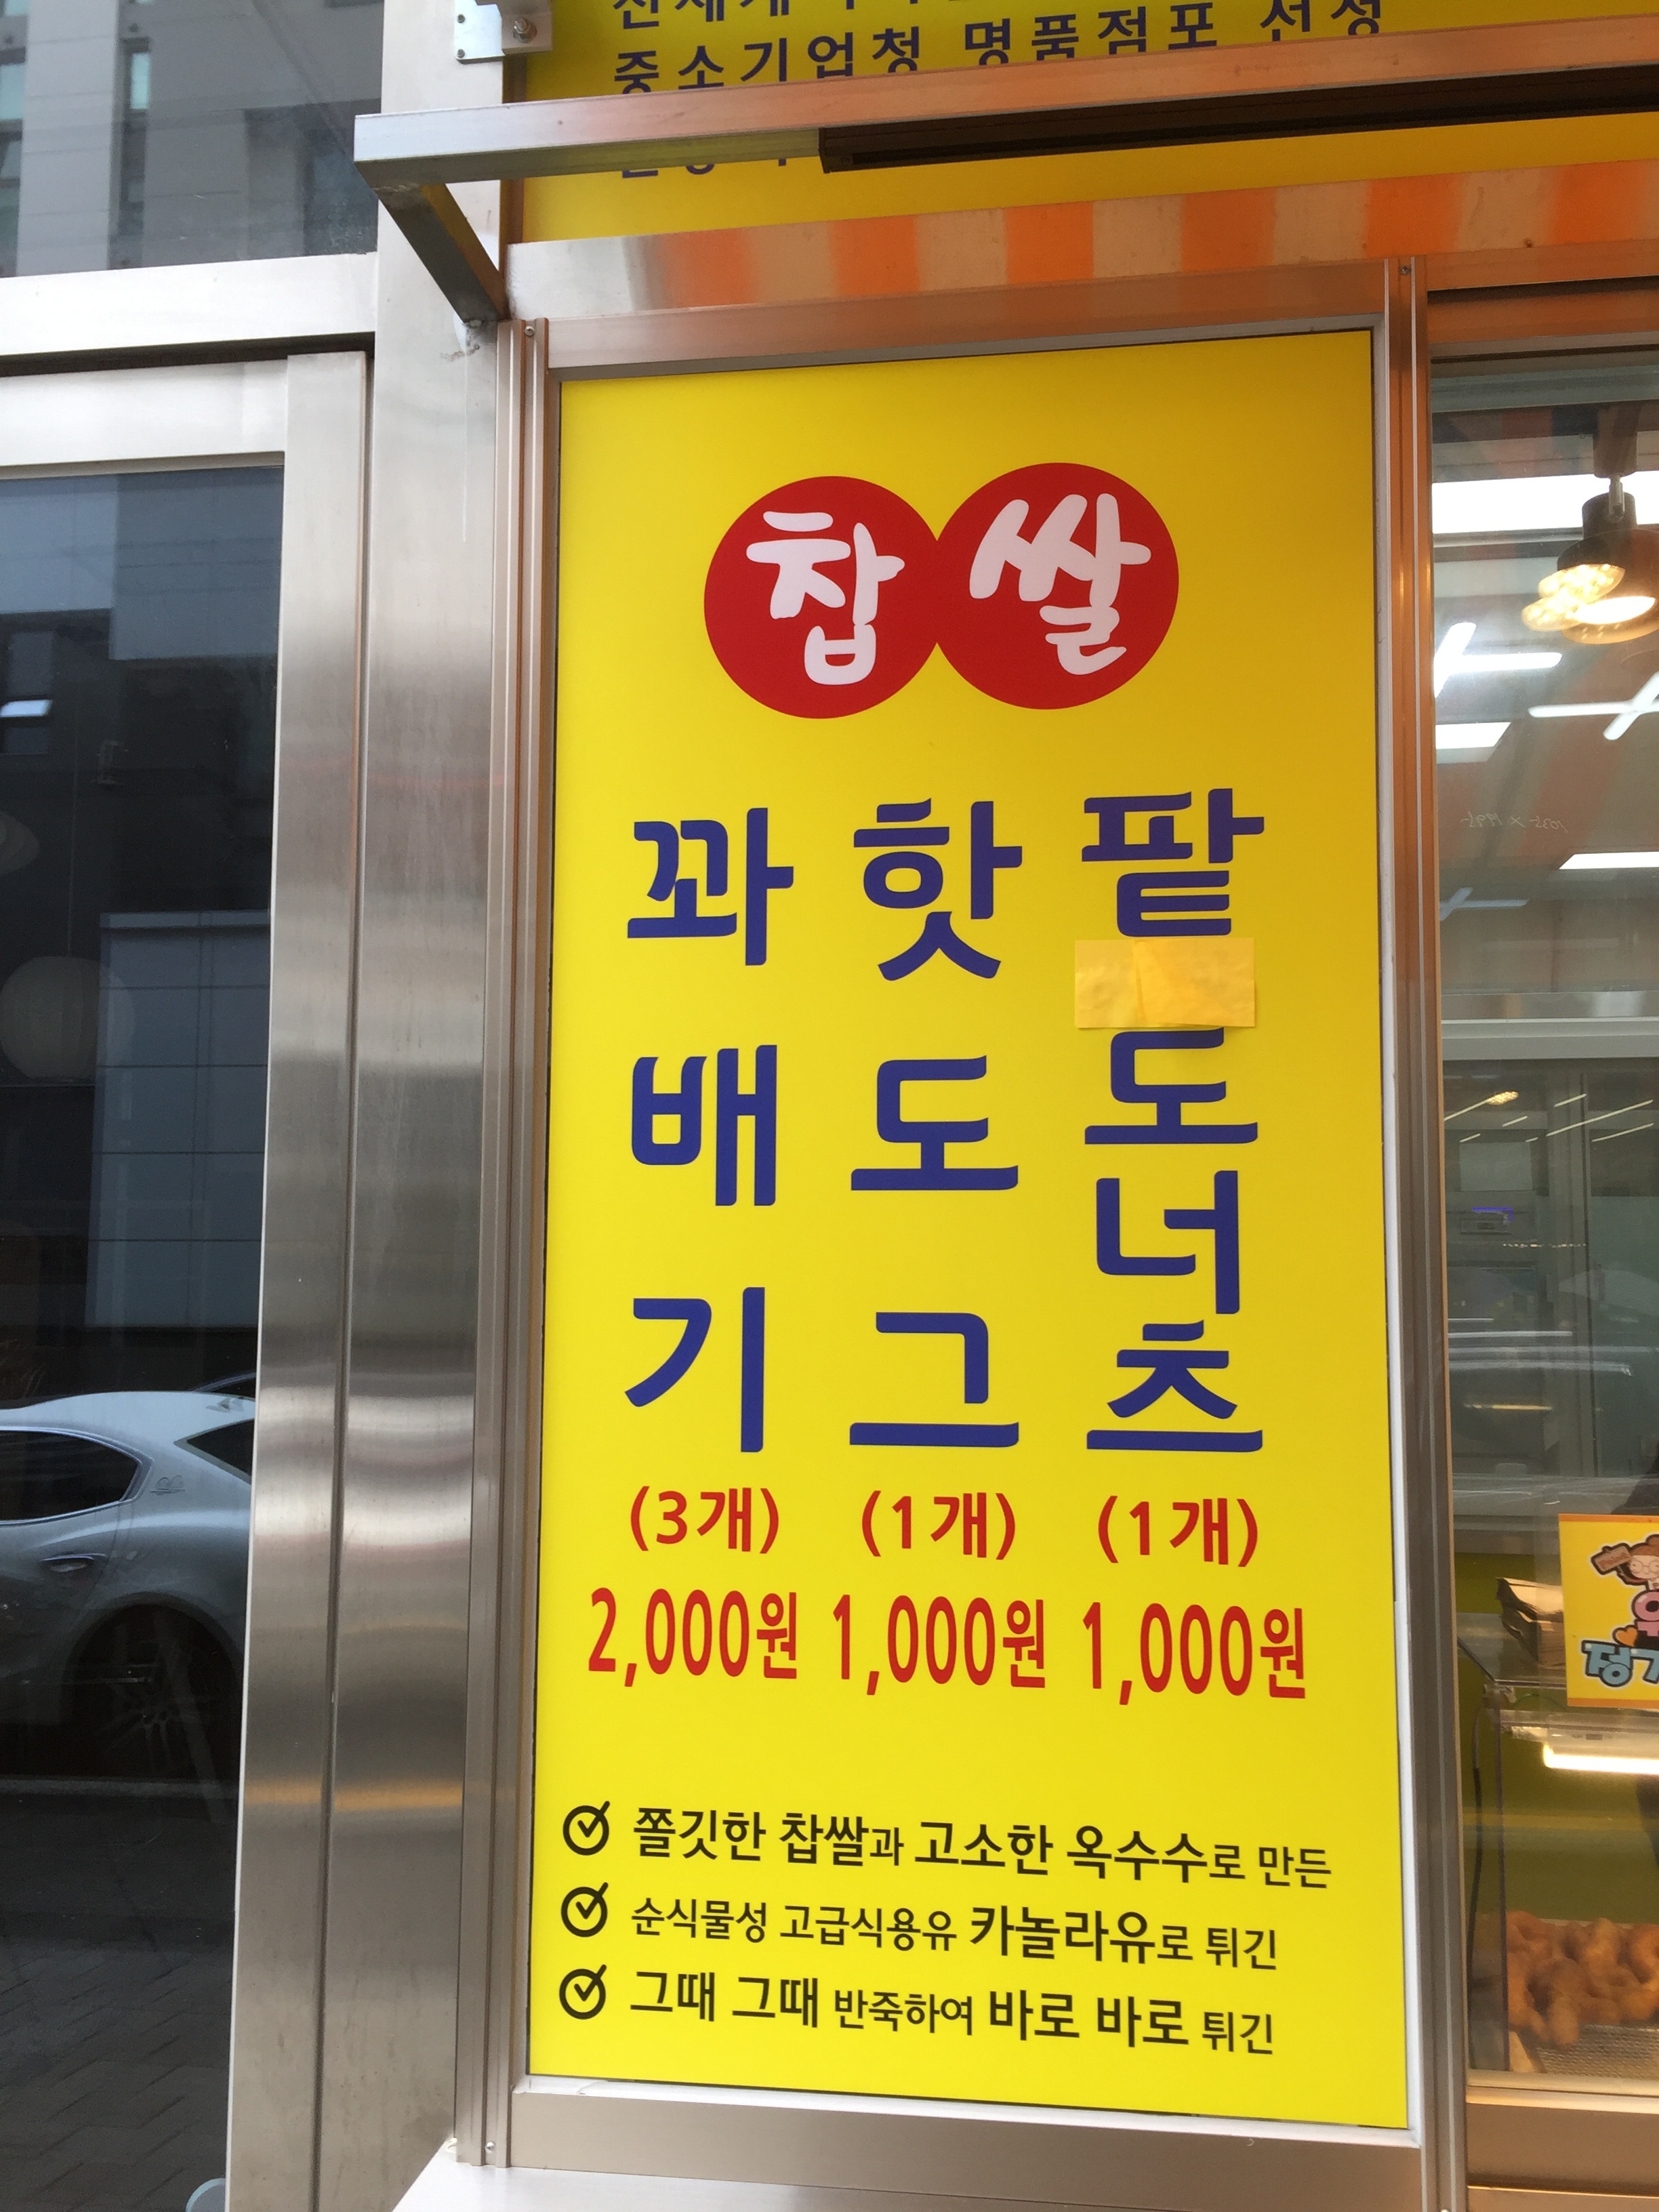 중소기업청 명품점포 선정
찹쌀
꽈배기
핫도그
팥도너츠
(3개) (1개) (1개)
2,000원 1,000원 1,000원
쫄깃한 찹쌀과 고소한 옥수수로 만든
순식물성 고급식용유 카놀라유로 튀긴
그때 그때 반죽하여 바로 바로 튀긴